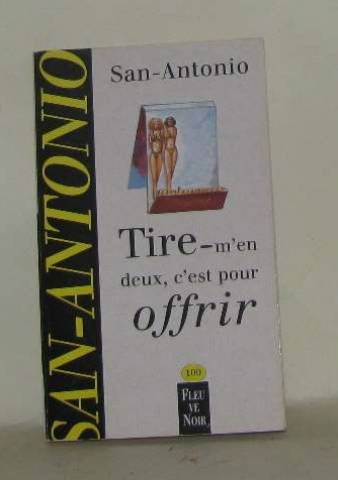 SAN-ANTONIO
San-Antonio
Tire-m'en
deux, c'est pour
offrir
100
FLEU
VE
NOIR